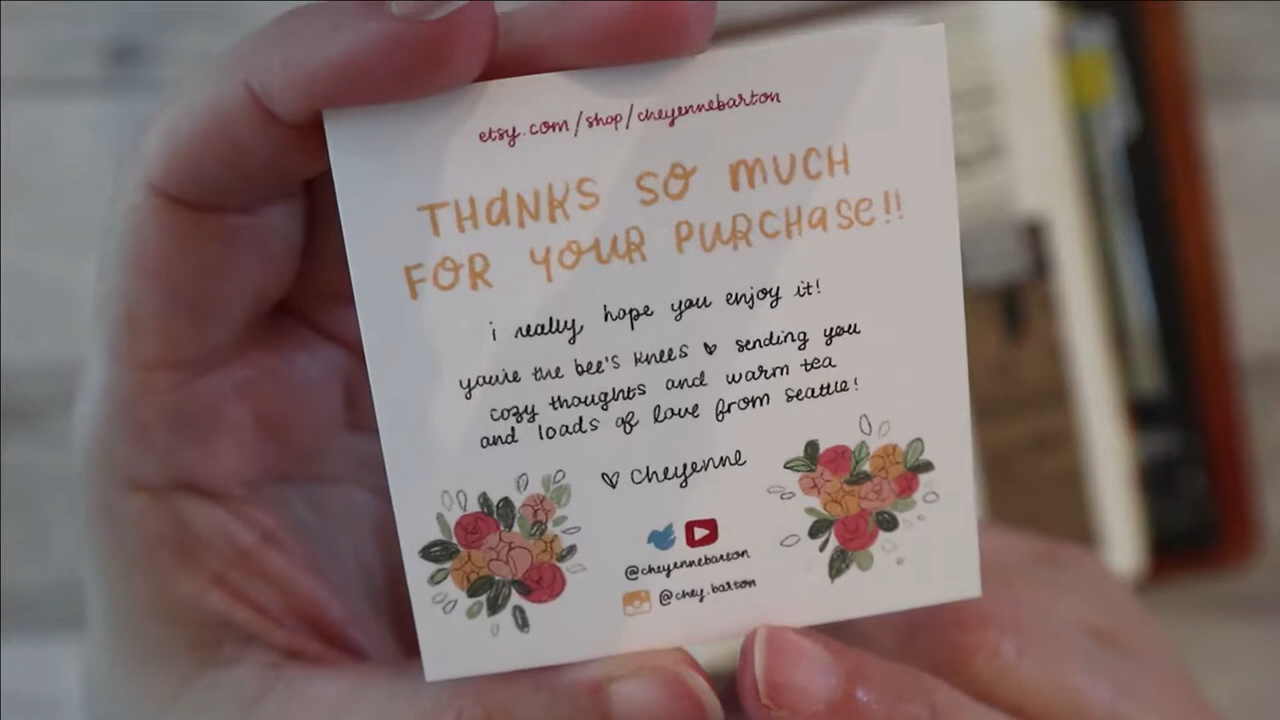 etsy.com/shop/cheyennebarton
THANKS SO MUCH
FOR YOUR PURCHASE!!
i really hope you enjoy it!
you're the bee's knees ♥ sending you
cozy thoughts and warm tea
and loads of love from seattle!
♡ Cheyenne
@cheyennebarton
@chey.barton